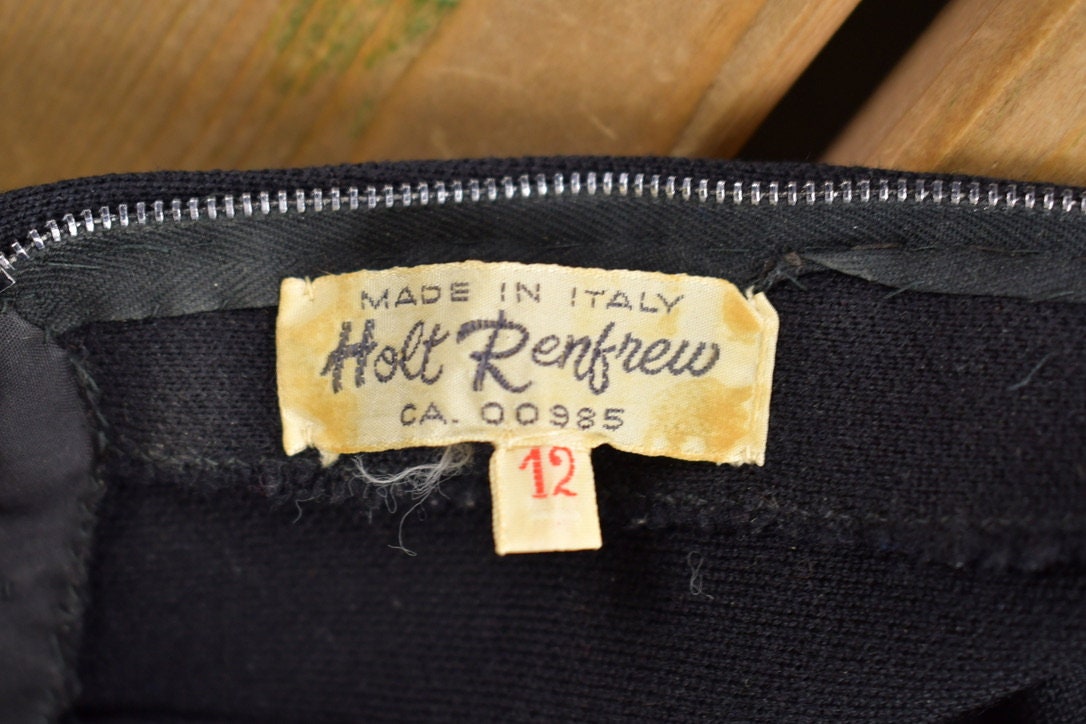 MADE IN ITALY
Holt Renfrew
CA. 00985
12